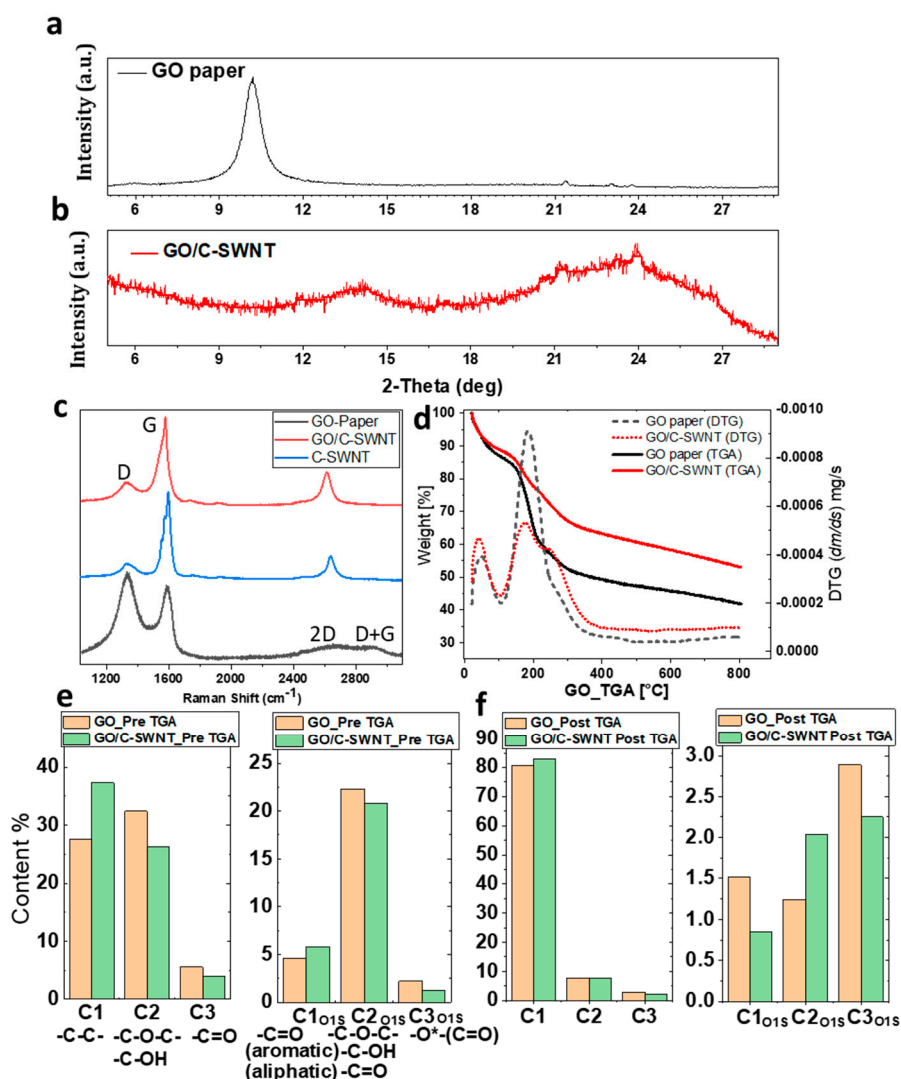 a
Intensity (a.u.)
GO paper
6 9 12 15 18 21 24 27
b
Intensity (a.u.)
GO/C-SWNT
6 9 12 15 18 21 24 27
2-Theta (deg)
c
D
G
GO-Paper
GO/C-SWNT
C-SWNT
2D
D+G
1200 1600 2000 2400 2800
Raman Shift (cm-1)
d
Weight [%]
100
90
80
70
60
50
40
30
GO paper (DTG)
GO/C-SWNT (DTG)
GO paper (TGA)
GO/C-SWNT (TGA)
-0.0010
-0.0008
-0.0006
-0.0004
-0.0002
0.0000
DTG (dm/ds) mg/s
0 200 400 600 800
GO_TGA [°C]
e
GO_Pre TGA
GO/C-SWNT_Pre TGA
Content %
40
30
20
10
0
C1 C2 C3
-C-C- -C-O-C- -C=O
-C-OH
GO_Pre TGA
GO/C-SWNT_Pre TGA
25
20
15
10
5
0
C1O1S C2O1S C3O1S
-C=O -C-O-C- -O*-(C=O)
(aromatic) -C-OH
(aliphatic) -C=O
f
GO_Post TGA
GO/C-SWNT Post TGA
90
80
70
60
50
40
30
20
10
0
C1 C2 C3
GO_Post TGA
GO/C-SWNT Post TGA
3.0
2.5
2.0
1.5
1.0
0.5
0.0
C1O1S C2O1S C3O1S